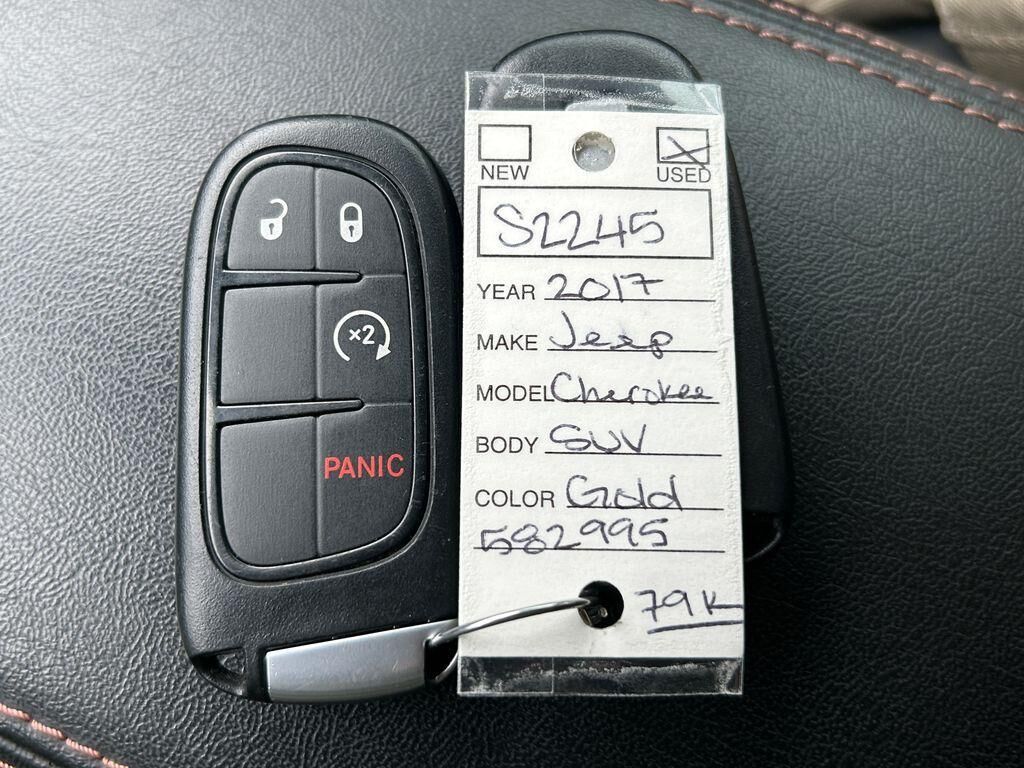 ×2
PANIC
NEW USED
S2245
YEAR 2017
MAKE Jeep
MODEL Cherokee
BODY SUV
COLOR Gold
582995
79K